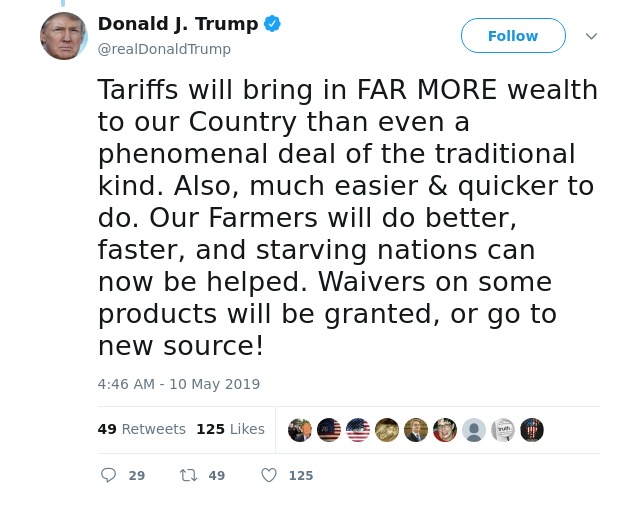 Donald J. Trump
@realDonaldTrump
Follow
Tariffs will bring in FAR MORE wealth
to our Country than even a
phenomenal deal of the traditional
kind. Also, much easier & quicker to
do. Our Farmers will do better,
faster, and starving nations can
now be helped. Waivers on some
products will be granted, or go to
new source!
4:46 AM - 10 May 2019
49 Retweets 125 Likes
truth
29 49 125